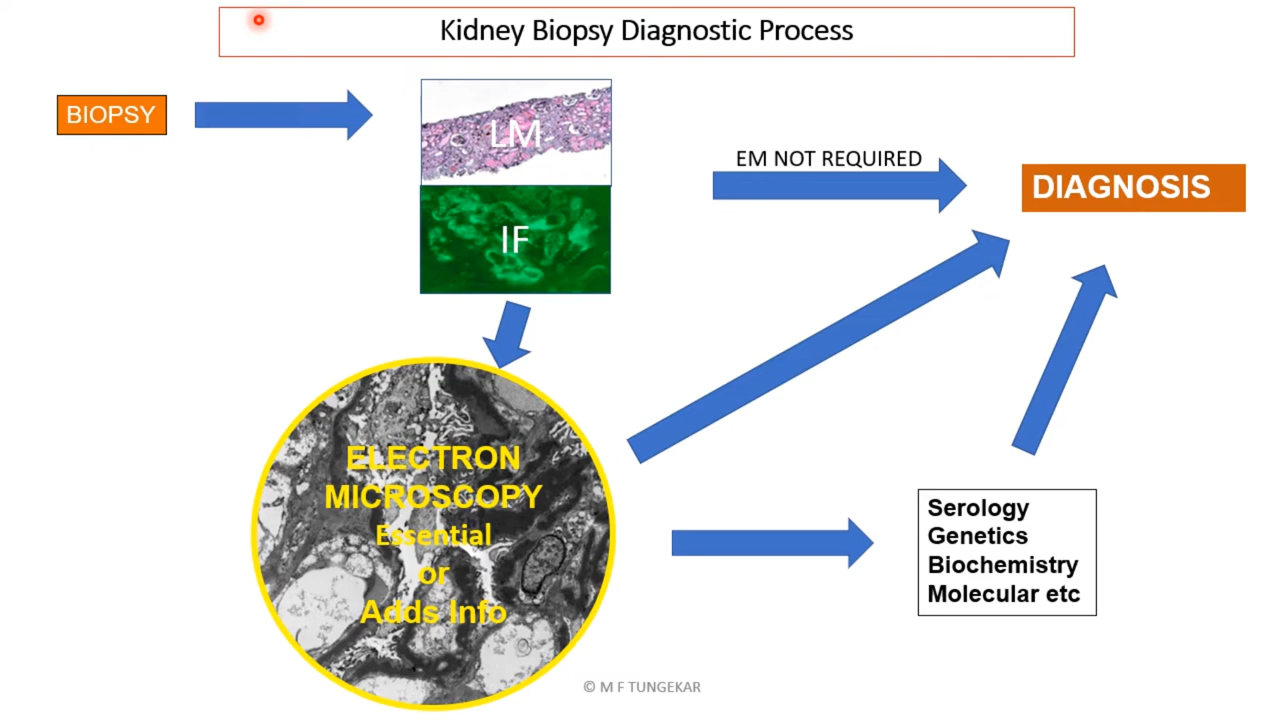 Kidney Biopsy Diagnostic Process
BIOPSY
LM
IF
EM NOT REQUIRED
DIAGNOSIS
ELECTRON
MICROSCOPY
Essential
or
Adds Info
Serology
Genetics
Biochemistry
Molecular etc
© M F TUNGEKAR